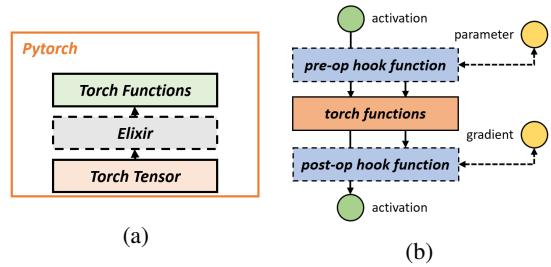 Pytorch
Torch Functions
Elixir
Torch Tensor
(a)
activation
parameter
pre-op hook function
torch functions
gradient
post-op hook function
activation
(b)